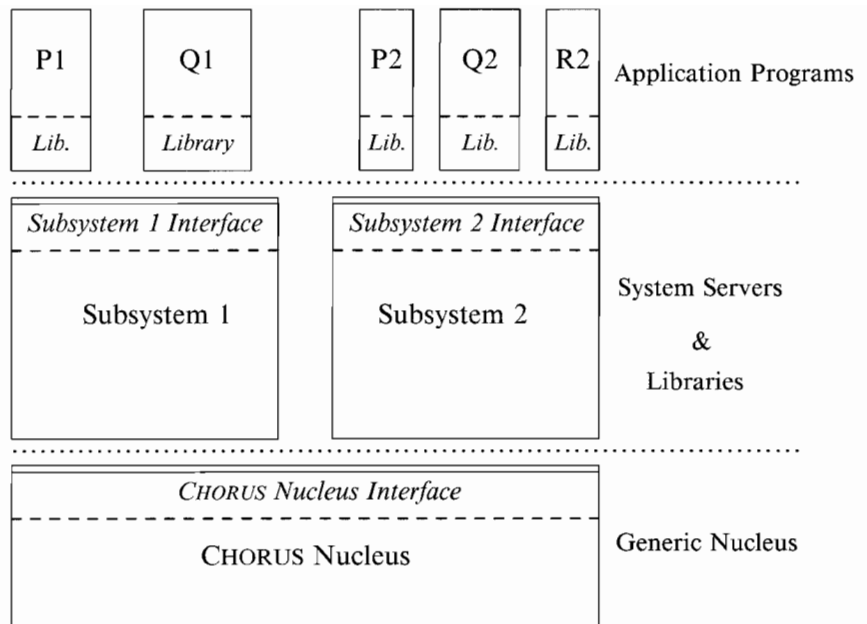 P1 Q1 P2 Q2 R2 Application Programs
Lib. Library Lib. Lib. Lib.
Subsystem 1 Interface Subsystem 2 Interface
Subsystem 1 Subsystem 2 System Servers
&
Libraries
CHORUS Nucleus Interface
CHORUS Nucleus Generic Nucleus